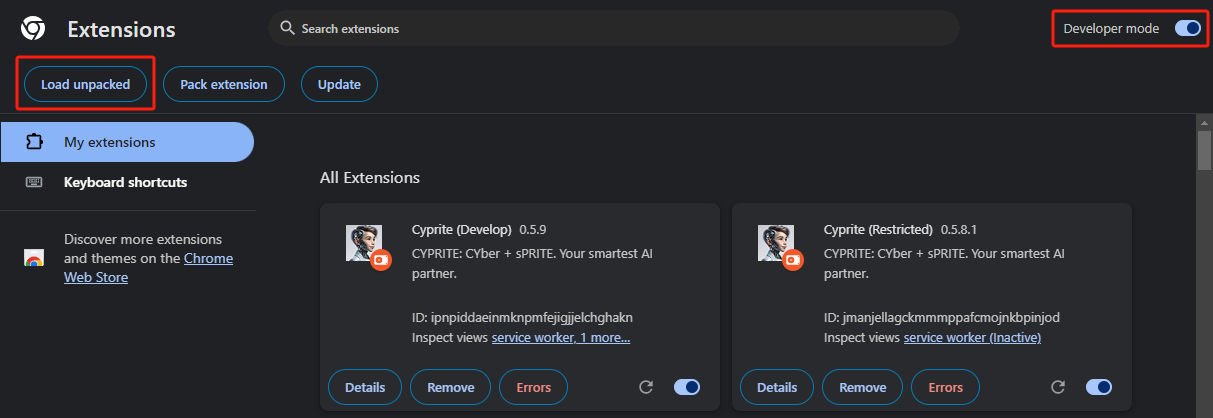 Extensions
Search extensions
Developer mode
Load unpacked
Pack extension
Update
My extensions
Keyboard shortcuts
Discover more extensions
and themes on the Chrome
Web Store
All Extensions
Cyprite (Develop) 0.5.9
CYPRITE: CYber + sPRITE. Your smartest AI
partner.
ID: ipnpiddaeinmknpmfejigjjelchghakn
Inspect views service worker, 1 more...
Details
Remove
Errors
Cyprite (Restricted) 0.5.8.1
CYPRITE: CYber + sPRITE. Your smartest AI
partner.
ID: jmanjellagckmmmppafcmojnkbpinjod
Inspect views service worker (Inactive)
Details
Remove
Errors